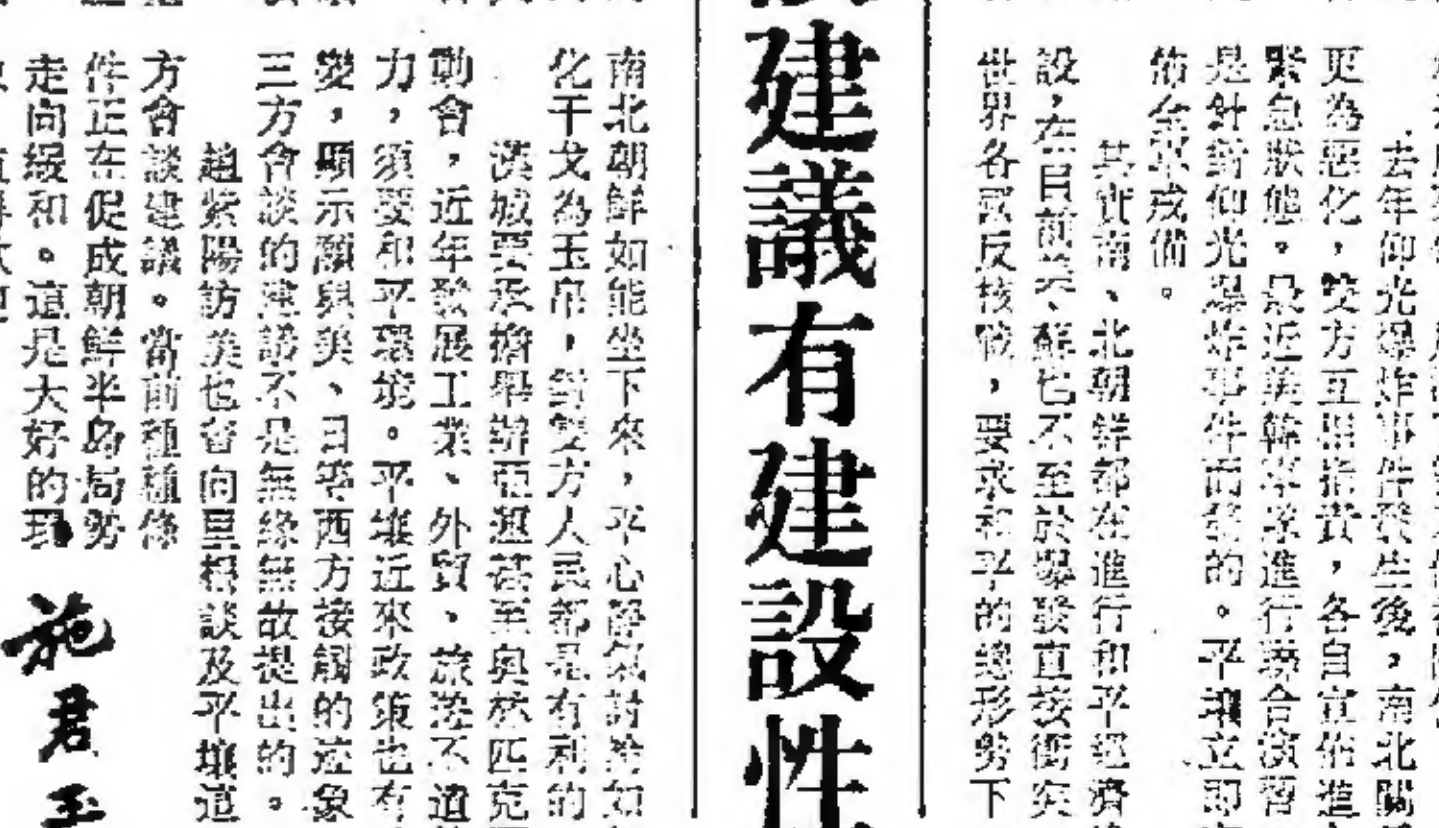 去年仰光爆炸事件發生後，南北關
更為惡化，雙方互相指責，各自宣佈進
緊急狀態。最近美韓軍隊進行聯合演習
是針對仰光爆炸事件而發的。平壤立即
佈全軍戒備。
其實南、北朝鮮都在進行和平經濟
設，在目前美、蘇也不至於爆發直接衝突
世界各國反核戰，要求和平的總形勢下
建議有建設性
南北朝鮮如能坐下來，平心靜氣討論如
化干戈為玉帛，對雙方人民都是有利的
漢城要承擔舉辦亞運甚至奧林匹克
動會，近年發展工業、外貿、旅遊不遺
力，須要和平環境。平壤近來政策也有
變，顯示願與美、日等西方接觸的迹象
三方會談的建議不是無緣無故提出的。
趙紫陽訪美也會向里根談及平壤這
方會談建議。當前種種條
件正在促成朝鮮半島局勢
走向緩和。這是大好的現
施君玉